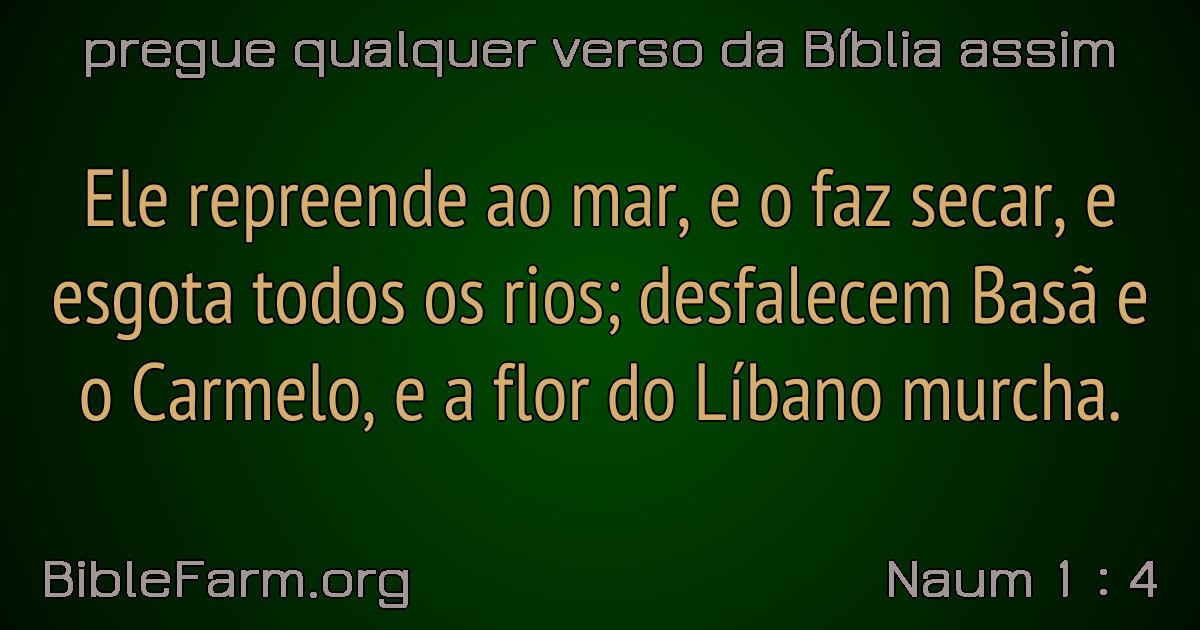 pregue qualquer verso da Bíblia assim
Ele repreende ao mar, e o faz secar, e
esgota todos os rios; desfalecem Basã e
o Carmelo, e a flor do Líbano murcha.
BibleFarm.org
Naum 1 : 4